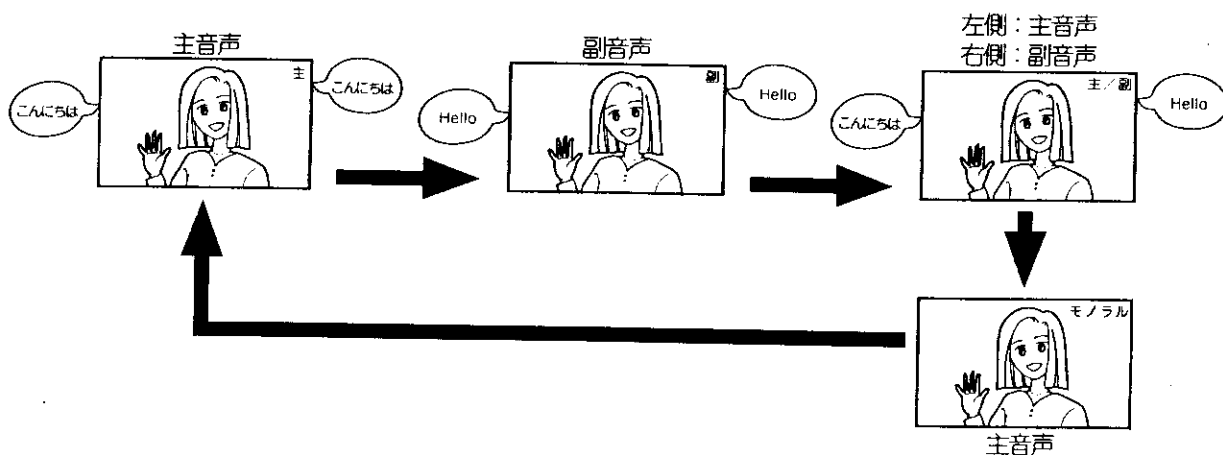 主音声
主
こんにちは
こんにちは
副音声
副
Hello
Hello
左側：主音声
右側：副音声
主／副
こんにちは
Hello
モノラル
主音声